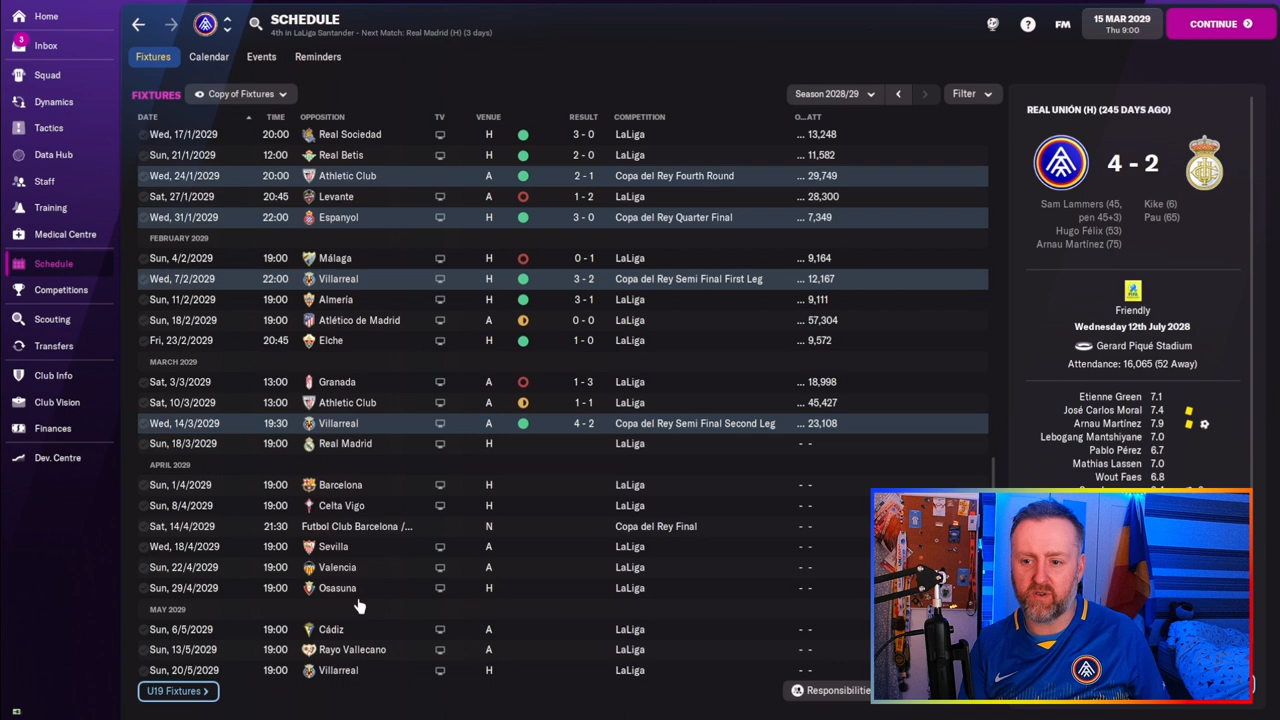 Home
SCHEDULE
4th in LaLiga Santander - Next Match: Real Madrid (H) (3 days)
FM
15 MAR 2029
Thu 9:00
CONTINUE
3
Inbox
Squad
Dynamics
Tactics
Data Hub
Staff
Training
Medical Centre
Schedule
Competitions
Scouting
Transfers
Club Info
Club Vision
Finances
Dev. Centre
Fixtures
Calendar
Events
Reminders
FIXTURES
Copy of Fixtures
Season 2028/29
Filter
DATE TIME OPPOSITION TV VENUE RESULT COMPETITION O...ATT
Wed, 17/1/2029 20:00 Real Sociedad H 3 - 0 LaLiga ... 13,248
Sun, 21/1/2029 12:00 Real Betis H 2 - 0 LaLiga ... 11,582
Wed, 24/1/2029 20:00 Athletic Club A 2 - 1 Copa del Rey Fourth Round ... 29,749
Sat, 27/1/2029 20:45 Levante A 1 - 2 LaLiga ... 28,300
Wed, 31/1/2029 22:00 Espanyol H 3 - 0 Copa del Rey Quarter Final ... 7,349
FEBRUARY 2029
Sun, 4/2/2029 19:00 Málaga H 0 - 1 LaLiga ... 9,164
Wed, 7/2/2029 22:00 Villarreal H 3 - 2 Copa del Rey Semi Final First Leg ... 12,167
Sun, 11/2/2029 19:00 Almería H 3 - 1 LaLiga ... 9,111
Sun, 18/2/2029 19:00 Atlético de Madrid A 0 - 0 LaLiga ... 57,304
Fri, 23/2/2029 20:45 Elche H 1 - 0 LaLiga ... 9,572
MARCH 2029
Sat, 3/3/2029 13:00 Granada A 1 - 3 LaLiga ... 18,998
Sat, 10/3/2029 13:00 Athletic Club A 1 - 1 LaLiga ... 45,427
Wed, 14/3/2029 19:30 Villarreal A 4 - 2 Copa del Rey Semi Final Second Leg ... 23,108
Sun, 18/3/2029 19:00 Real Madrid H LaLiga - -
APRIL 2029
Sun, 1/4/2029 19:00 Barcelona H LaLiga - -
Sun, 8/4/2029 19:00 Celta Vigo H LaLiga - -
Sat, 14/4/2029 21:30 Futbol Club Barcelona /... N Copa del Rey Final - -
Wed, 18/4/2029 19:00 Sevilla A LaLiga - -
Sun, 22/4/2029 19:00 Valencia A LaLiga - -
Sun, 29/4/2029 19:00 Osasuna H LaLiga - -
MAY 2029
Sun, 6/5/2029 19:00 Cádiz A LaLiga - -
Sun, 13/5/2029 19:00 Rayo Vallecano A LaLiga - -
Sun, 20/5/2029 19:00 Villarreal H LaLiga - -
U19 Fixtures
REAL UNIÓN (H) (245 DAYS AGO)
4 - 2
Sam Lammers (45, Kike (6)
pen 45+3) Pau (65)
Hugo Félix (53)
Arnau Martínez (75)
Friendly
Wednesday 12th July 2028
Gerard Piqué Stadium
Attendance: 16,065 (52 Away)
Etienne Green 7.1
José Carlos Moral 7.4
Arnau Martínez 7.9
Lebogang Mantshiyane 7.0
Pablo Pérez 6.7
Mathias Lassen 7.0
Wout Faes 6.8